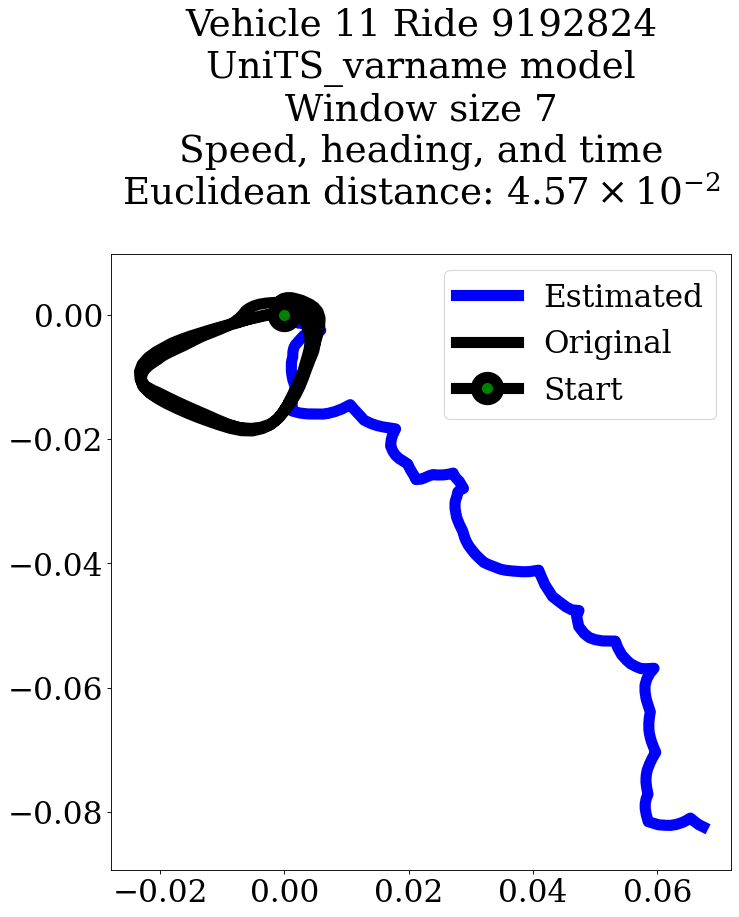 Vehicle 11 Ride 9192824
UniTS_varname model
Window size 7
Speed, heading, and time
Euclidean distance: 4.57 × 10⁻²
Estimated
Original
Start
0.00
−0.02
−0.04
−0.06
−0.08
−0.02 0.00 0.02 0.04 0.06